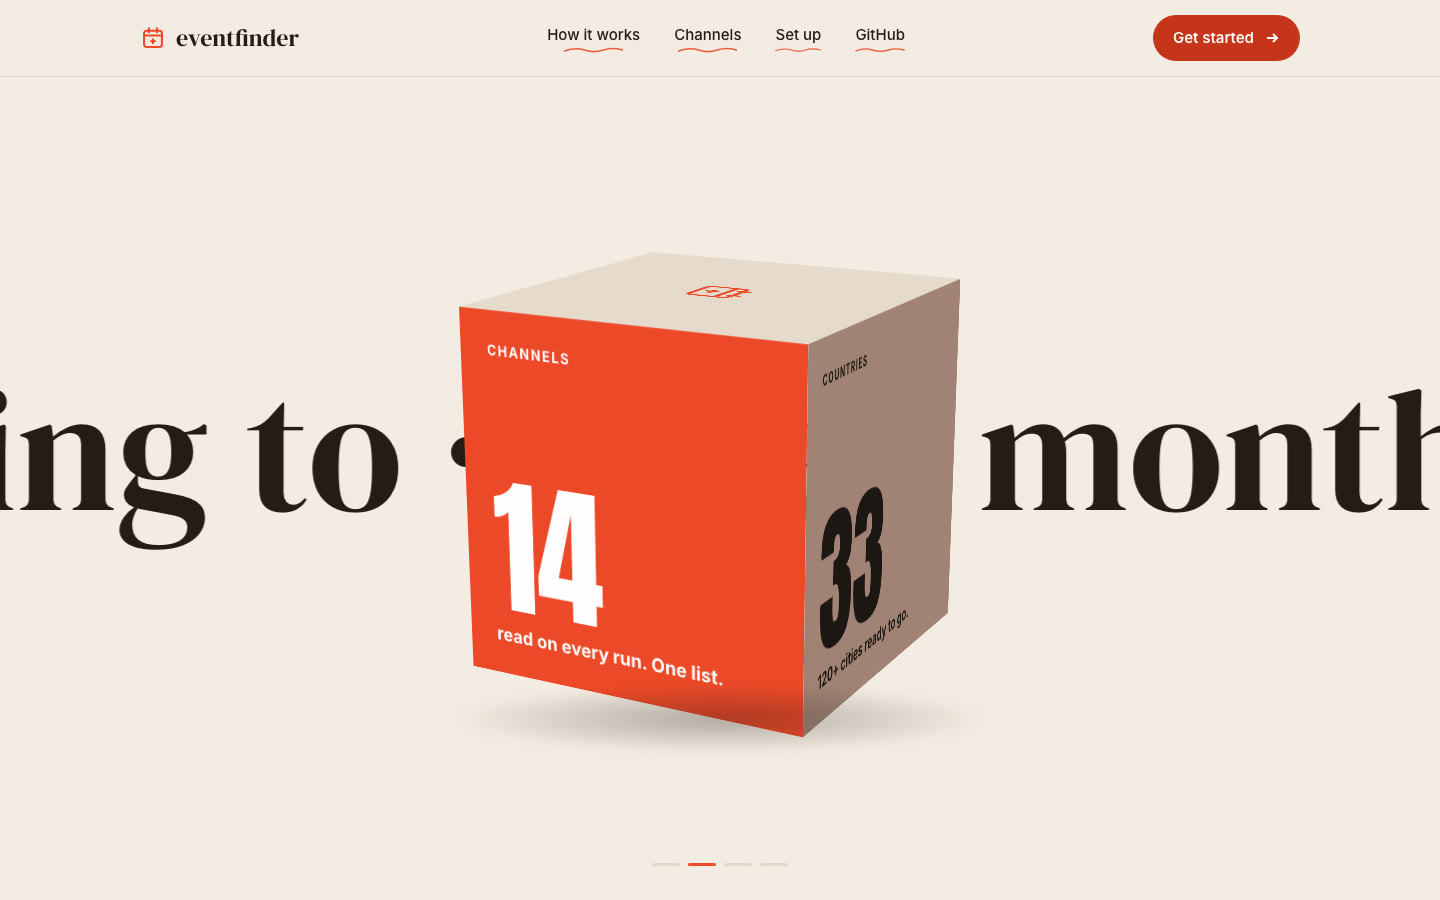 eventfinder
How it works
Channels
Set up
GitHub
Get started
ing to
month
CHANNELS
14
read on every run. One list.
COUNTRIES
33
120+ cities ready to go.